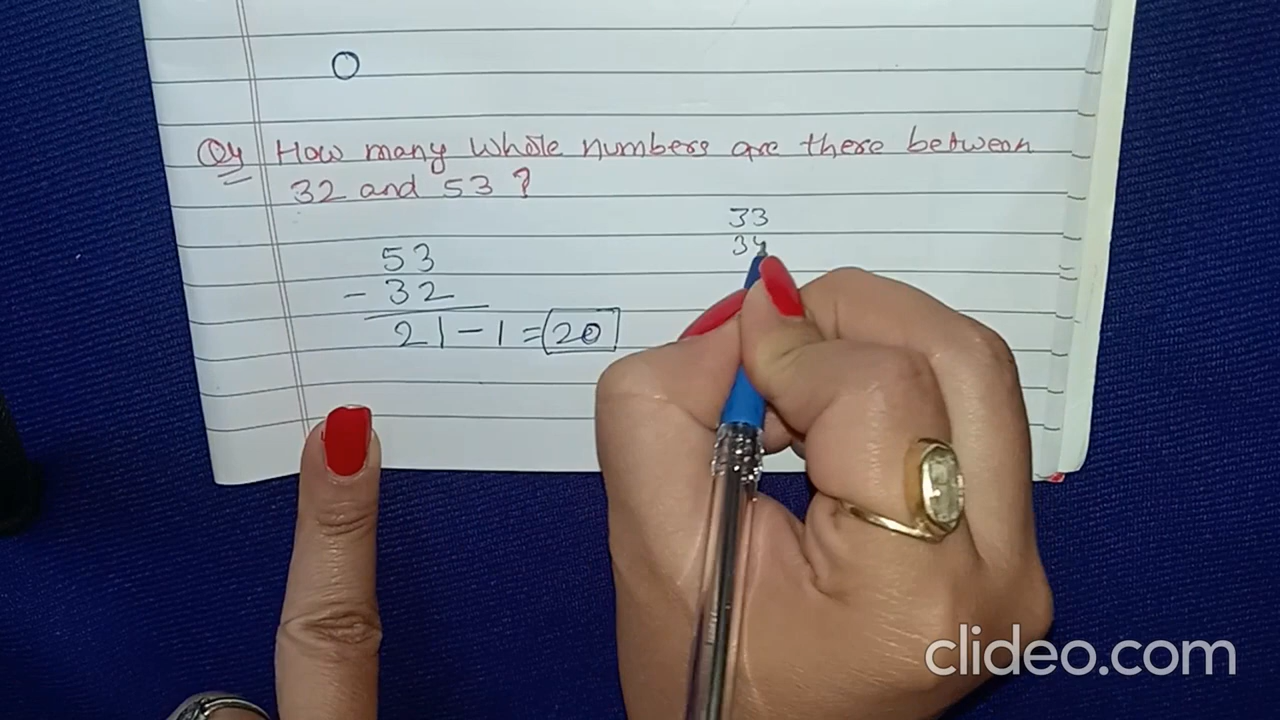 0
Q4 How many whole numbers are there between
32 and 53 ?
53
- 32
21 - 1 = 20
33
34
clideo.com